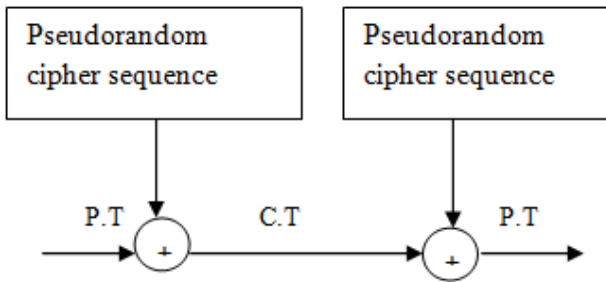 Pseudorandom
cipher sequence
Pseudorandom
cipher sequence
P.T
C.T
P.T
+
+